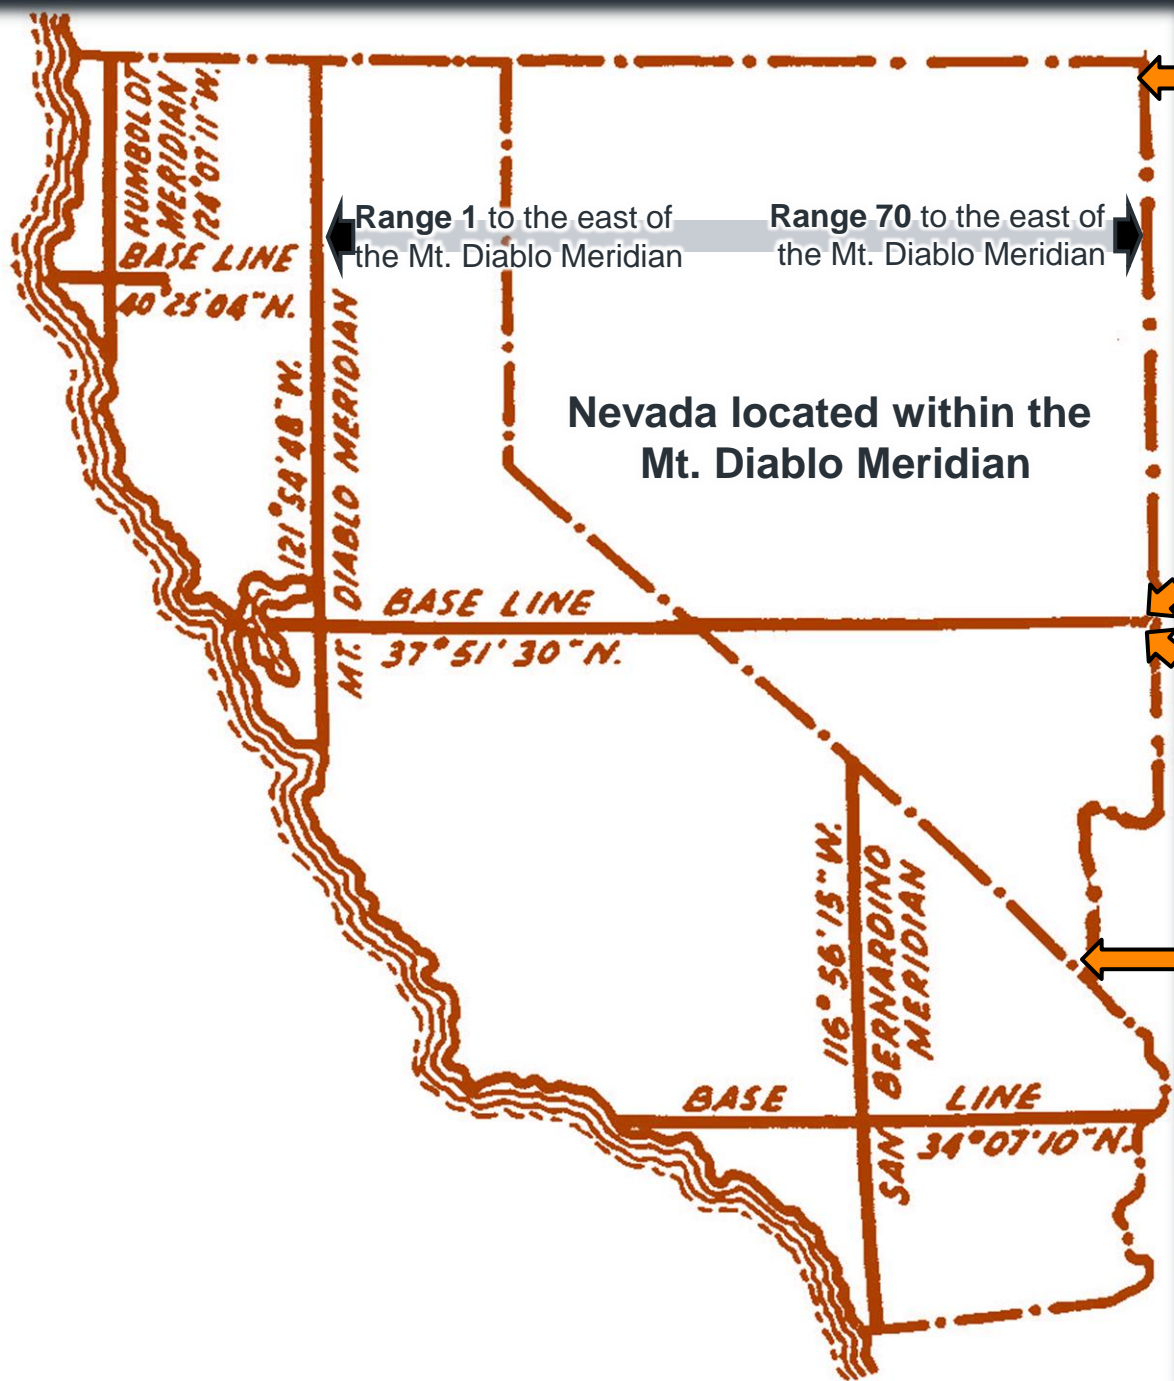 HUMBOLDT
MERIDIAN
124°07'11"W.
BASE LINE
40°25'04"N.
Range 1 to the east of
the Mt. Diablo Meridian
Range 70 to the east of
the Mt. Diablo Meridian
Nevada located within the
Mt. Diablo Meridian
121°54'48"W.
MT. DIABLO MERIDIAN
BASE LINE
37°51'30"N.
116°56'15"W.
SAN BERNARDINO
MERIDIAN
BASE LINE
34°07'10"N.